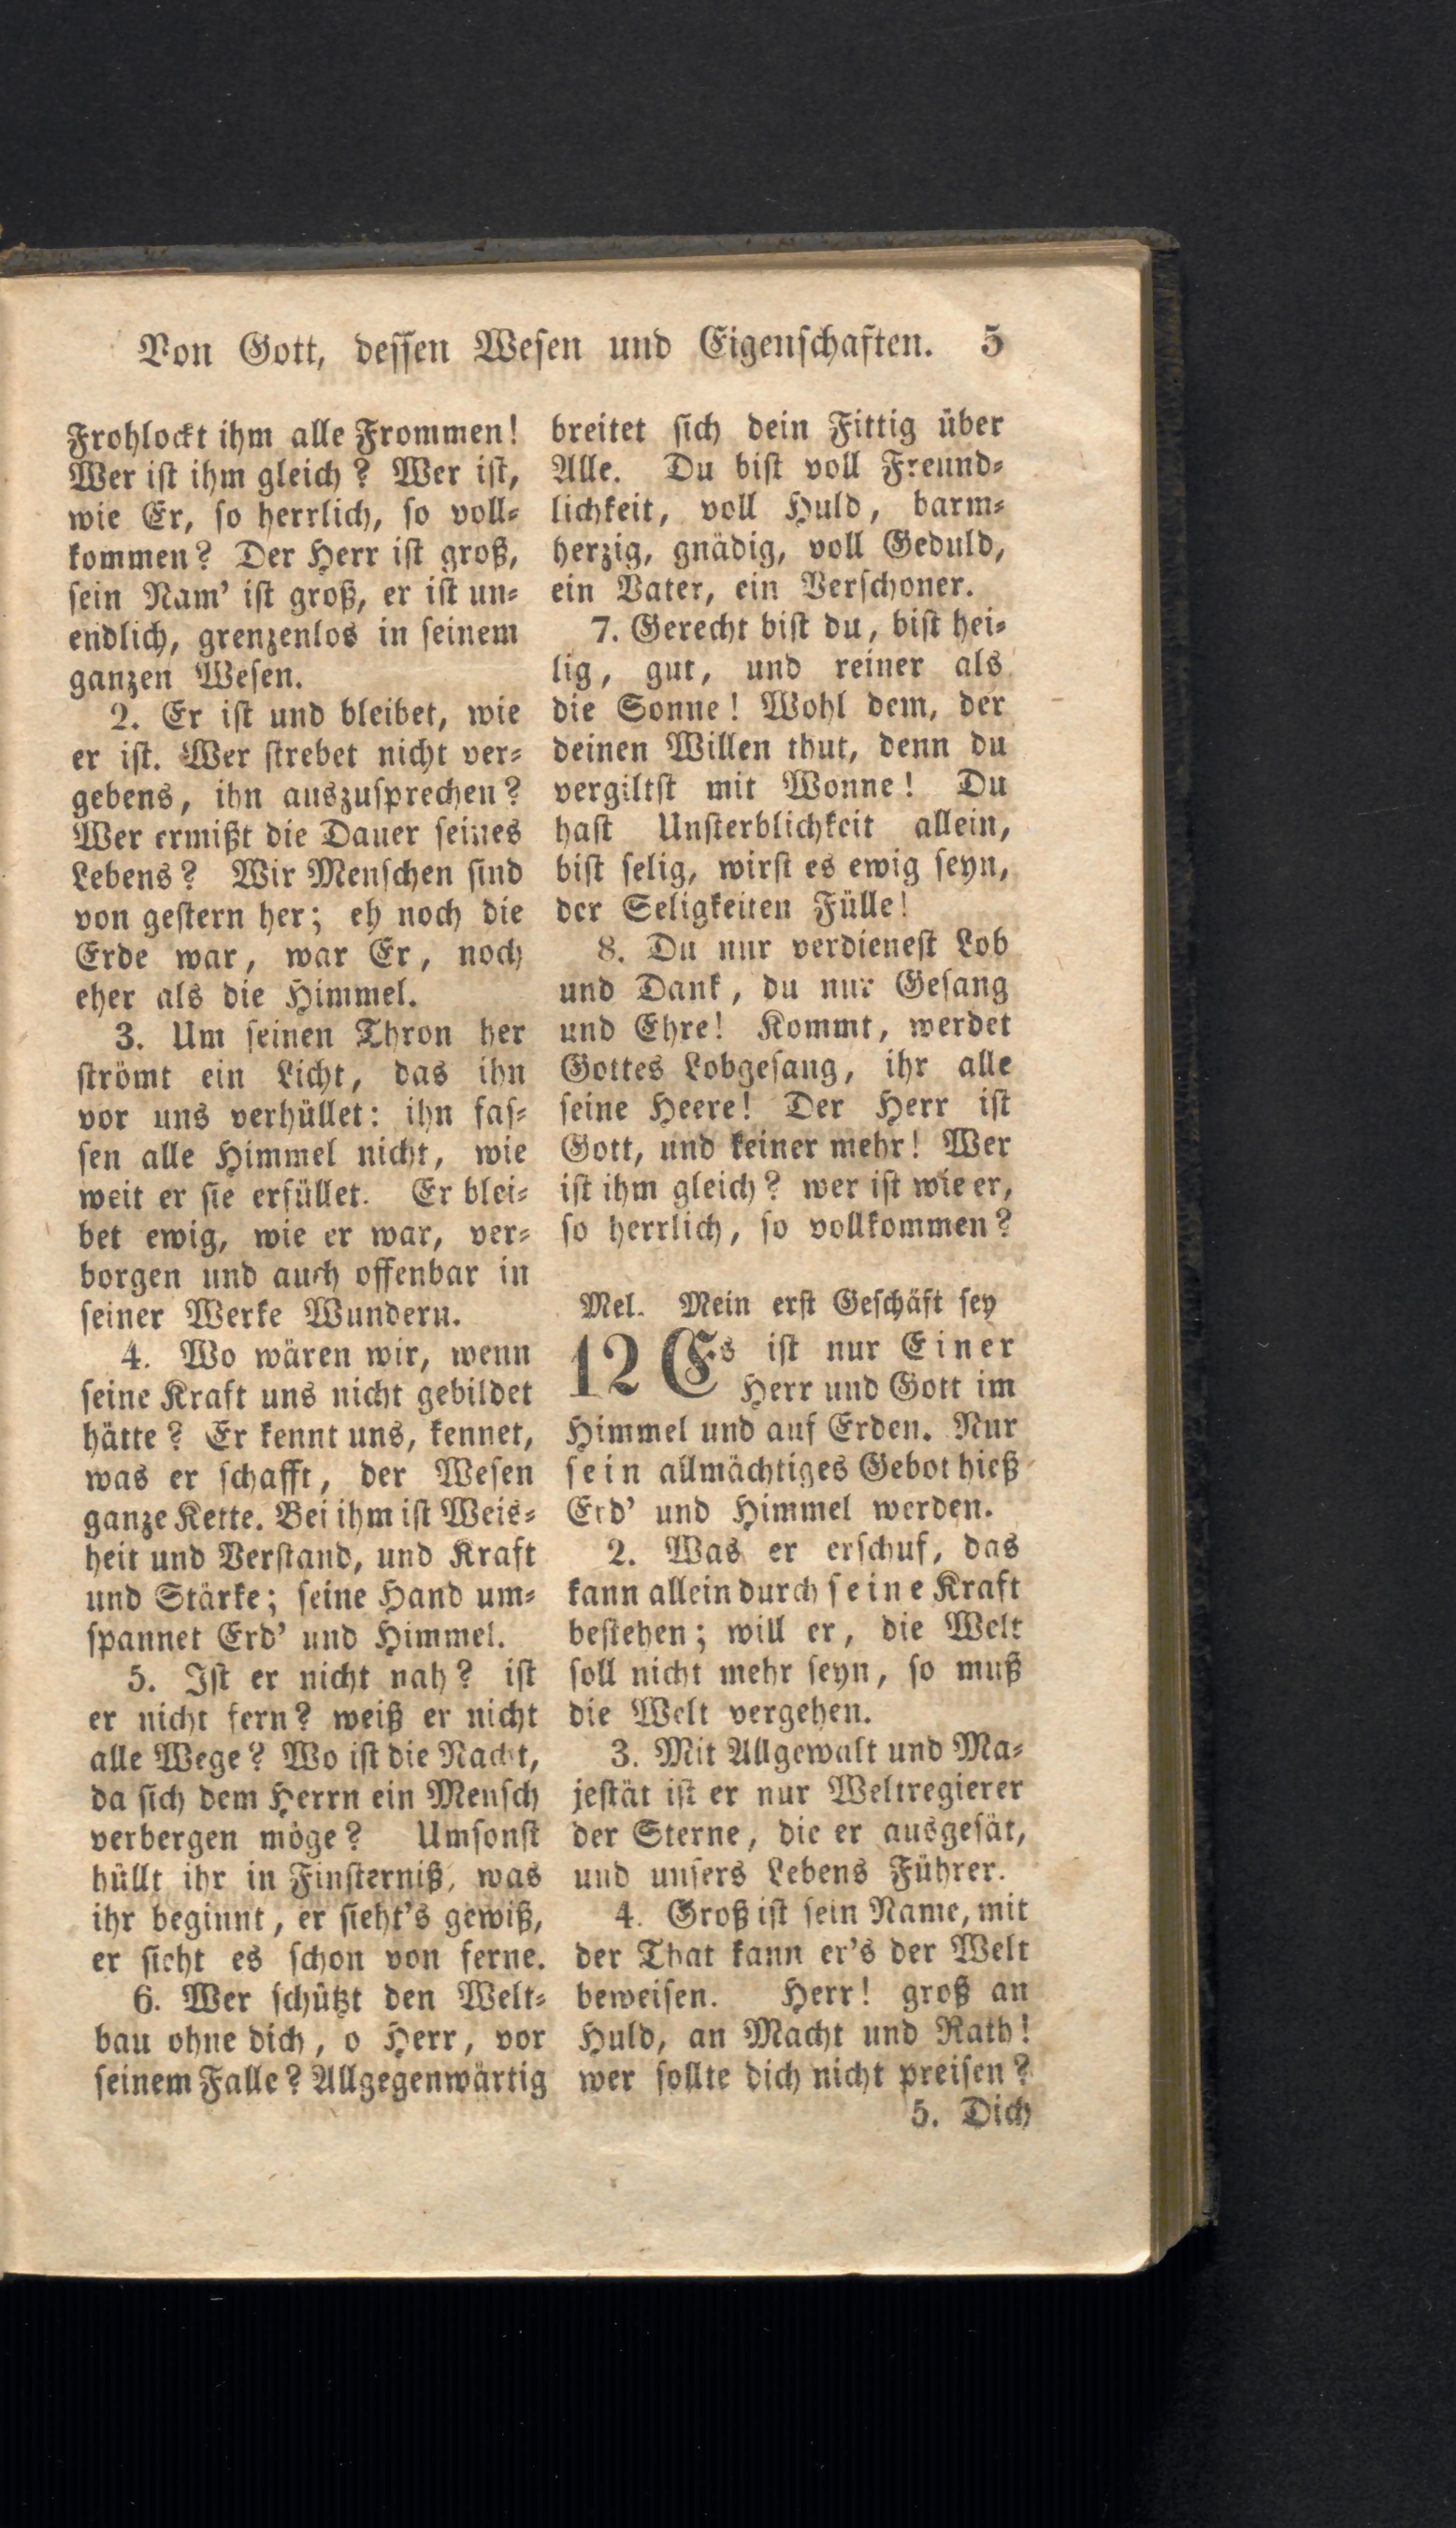 Von Gott, dessen Wesen und Eigenschaften. 5
Frohlockt ihm alle Frommen!
Wer ist ihm gleich? Wer ist,
wie Er, so herrlich, so voll-
kommen? Der Herr ist groß,
sein Nam' ist groß, er ist un-
endlich, grenzenlos in seinem
ganzen Wesen.
2. Er ist und bleibet, wie
er ist. Wer strebet nicht ver-
gebens, ihn auszusprechen?
Wer ermißt die Dauer seines
Lebens? Wir Menschen sind
von gestern her; eh noch die
Erde war, war Er, noch
eher als die Himmel.
3. Um seinen Thron her
strömt ein Licht, das ihn
vor uns verhüllet: ihn fas-
sen alle Himmel nicht, wie
weit er sie erfüllet. Er blei-
bet ewig, wie er war, ver-
borgen und auch offenbar in
seiner Werke Wundern.
4. Wo wären wir, wenn
seine Kraft uns nicht gebildet
hätte? Er kennt uns, kennet,
was er schafft, der Wesen
ganze Kette. Bei ihm ist Weis-
heit und Verstand, und Kraft
und Stärke; seine Hand um-
spannet Erd' und Himmel.
5. Ist er nicht nah? ist
er nicht fern? weiß er nicht
alle Wege? Wo ist die Nacht,
da sich dem Herrn ein Mensch
verbergen möge? Umsonst
hüllt ihr in Finsterniß, was
ihr beginnt, er sieht's gewiß,
er sieht es schon von ferne.
6. Wer schützt den Welt-
bau ohne dich, o Herr, vor
seinem Falle? Allgegenwärtig
breitet sich dein Fittig über
Alle. Du bist voll Freund-
lichkeit, voll Huld, barm-
herzig, gnädig, voll Geduld,
ein Vater, ein Verschoner.
7. Gerecht bist du, bist hei-
lig, gut, und reiner als
die Sonne! Wohl dem, der
deinen Willen thut, denn du
vergiltst mit Wonne! Du
hast Unsterblichkeit allein,
bist selig, wirst es ewig seyn,
der Seligkeiten Fülle!
8. Du nur verdienest Lob
und Dank, du nur Gesang
und Ehre! Kommt, werdet
Gottes Lobgesang, ihr alle
seine Heere! Der Herr ist
Gott, und keiner mehr! Wer
ist ihm gleich? wer ist wie er,
so herrlich, so vollkommen?
Mel. Mein erst Geschäft sey
12 Es ist nur Einer
Herr und Gott im
Himmel und auf Erden. Nur
sein allmächtiges Gebot hieß
Erd' und Himmel werden.
2. Was er erschuf, das
kann allein durch seine Kraft
bestehen; will er, die Welt
soll nicht mehr seyn, so muß
die Welt vergehen.
3. Mit Allgewalt und Ma-
jestät ist er nur Weltregierer
der Sterne, die er ausgesät,
und unsers Lebens Führer.
4. Groß ist sein Name, mit
der That kann er's der Welt
beweisen. Herr! groß an
Huld, an Macht und Rath!
wer sollte dich nicht preisen?
5. Dich